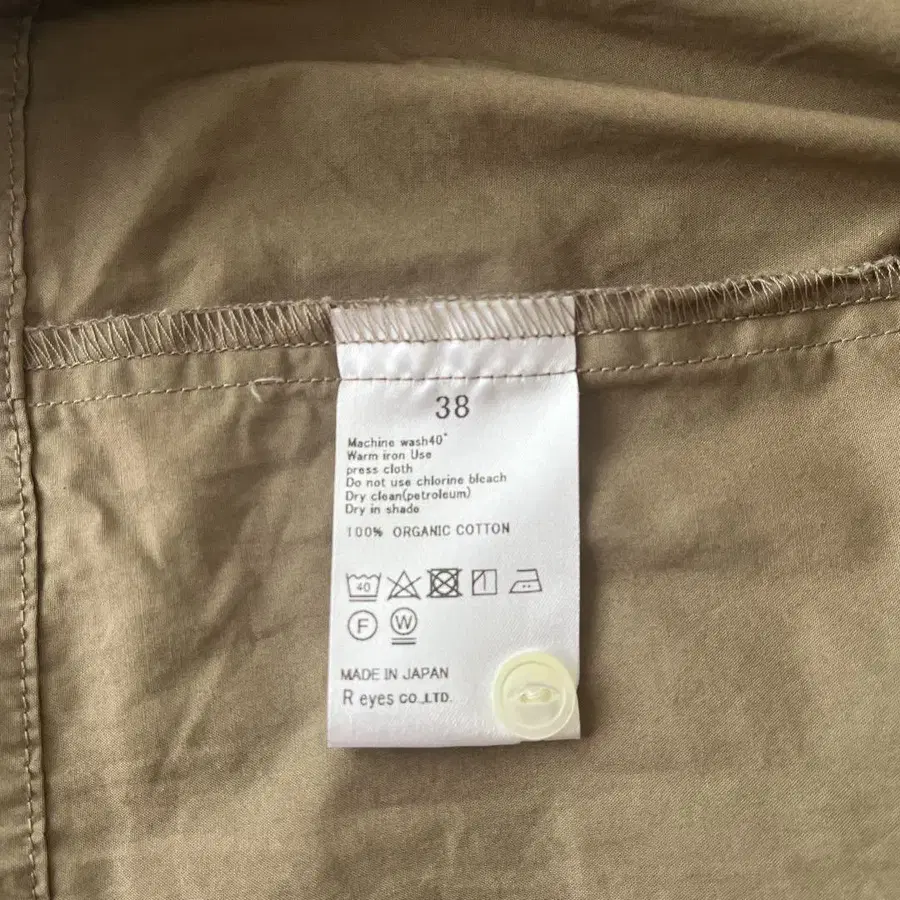 38
Machine wash40°
Warm iron Use
press cloth
Do not use chlorine bleach
Dry clean(petroleum)
Dry in shade
100% ORGANIC COTTON
40
F W
MADE IN JAPAN
R eyes CO.,LTD.